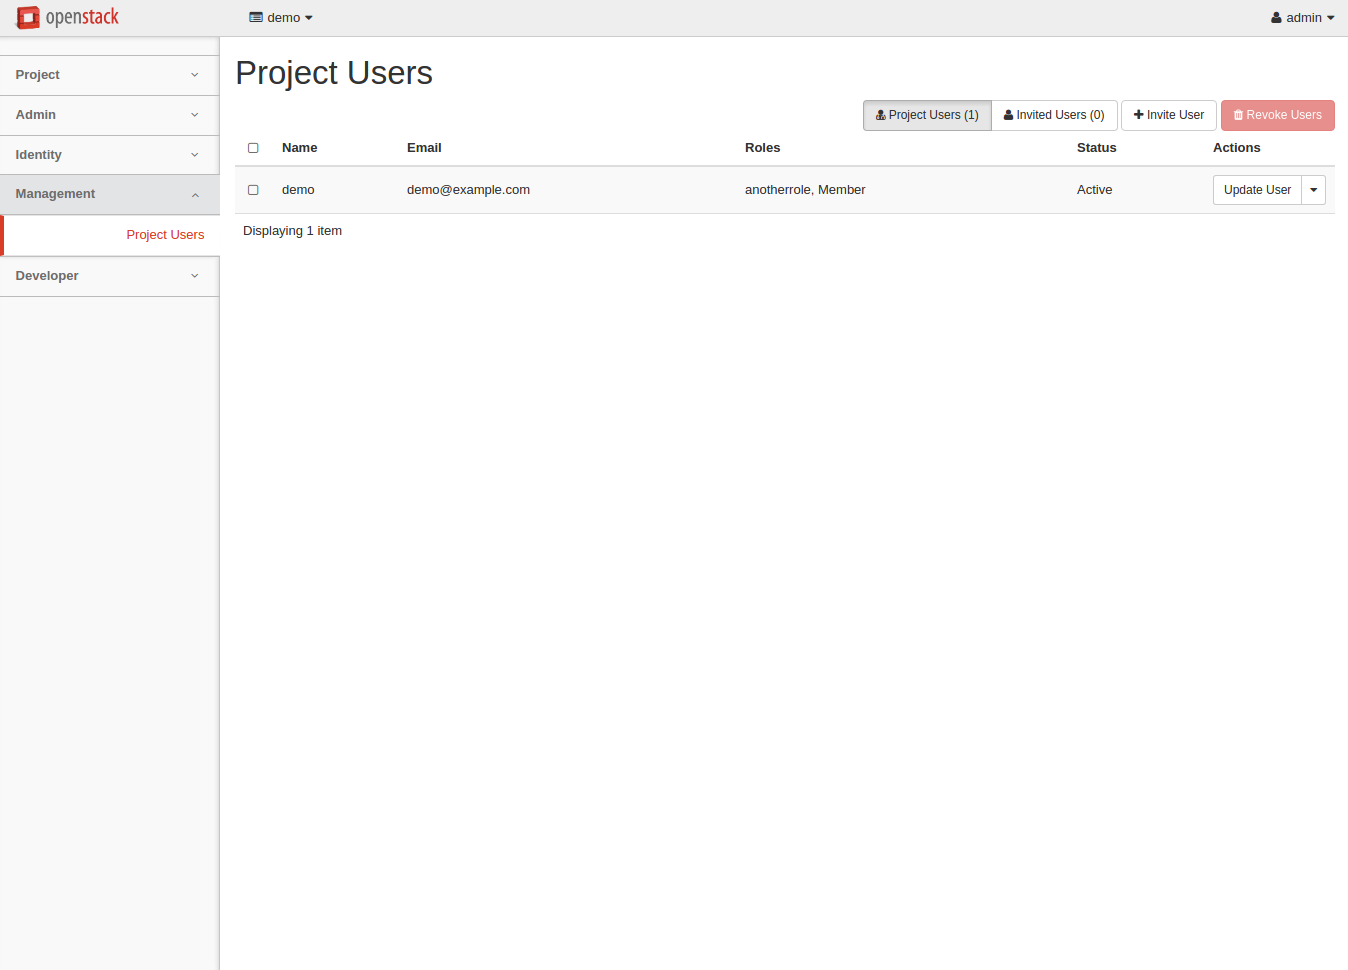 openstack
demo
admin
Project
Admin
Identity
Management
Project Users
Developer
Project Users
Project Users (1)
Invited Users (0)
Invite User
Revoke Users
Name Email Roles Status Actions
demo demo@example.com anotherrole, Member Active Update User
Displaying 1 item